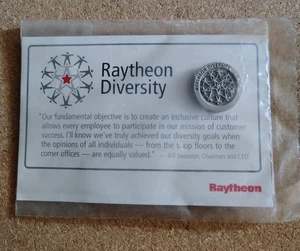 Raytheon
Diversity
"Our fundamental objective is to create an inclusive culture that
allows every employee to participate in our mission of customer
success. I'll know we've truly achieved our diversity goals when
the opinions of all individuals — from the shop floors to the
corner offices — are equally valued." — Bill Swanson, Chairman and CEO
Raytheon